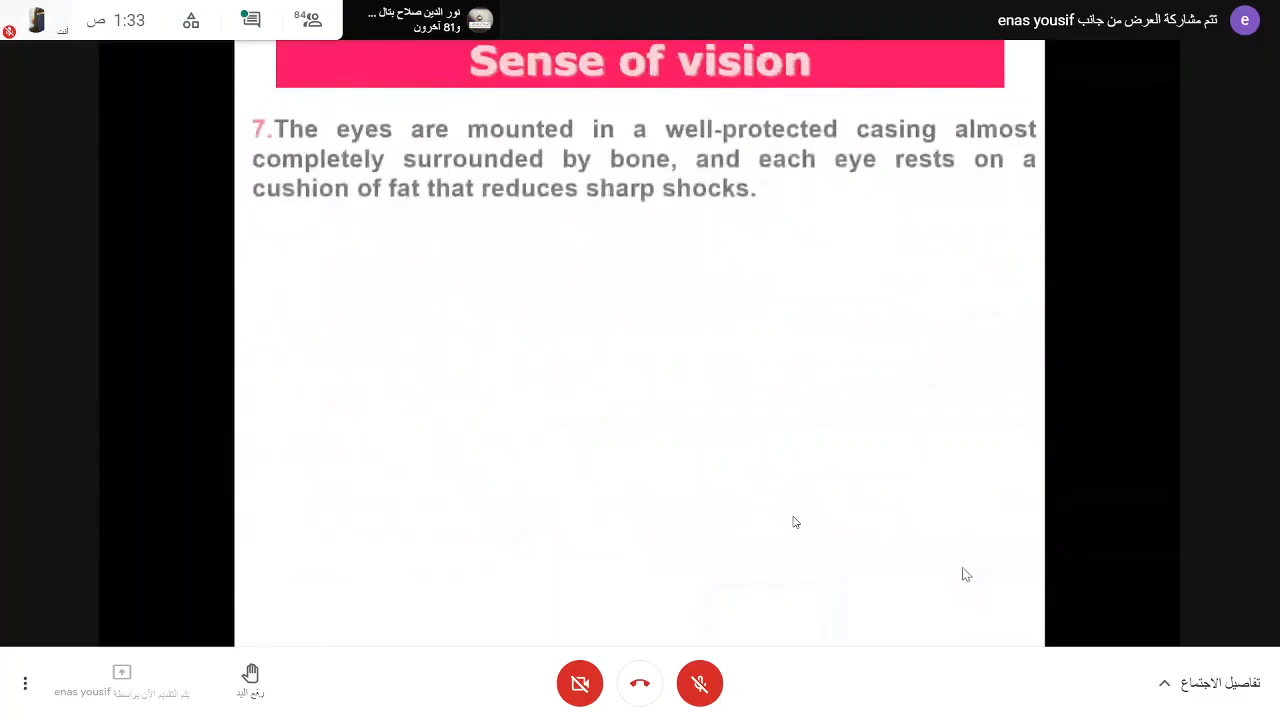 1:33 ص
84
نور الدين صلاح بتال ...
و81 آخرون
تتم مشاركة العرض من جانب enas yousif
e
أنت
Sense of vision
7.The eyes are mounted in a well-protected casing almost
completely surrounded by bone, and each eye rests on a
cushion of fat that reduces sharp shocks.
يتم التقديم الآن بواسطة enas yousif
رفع اليد
تفاصيل الاجتماع